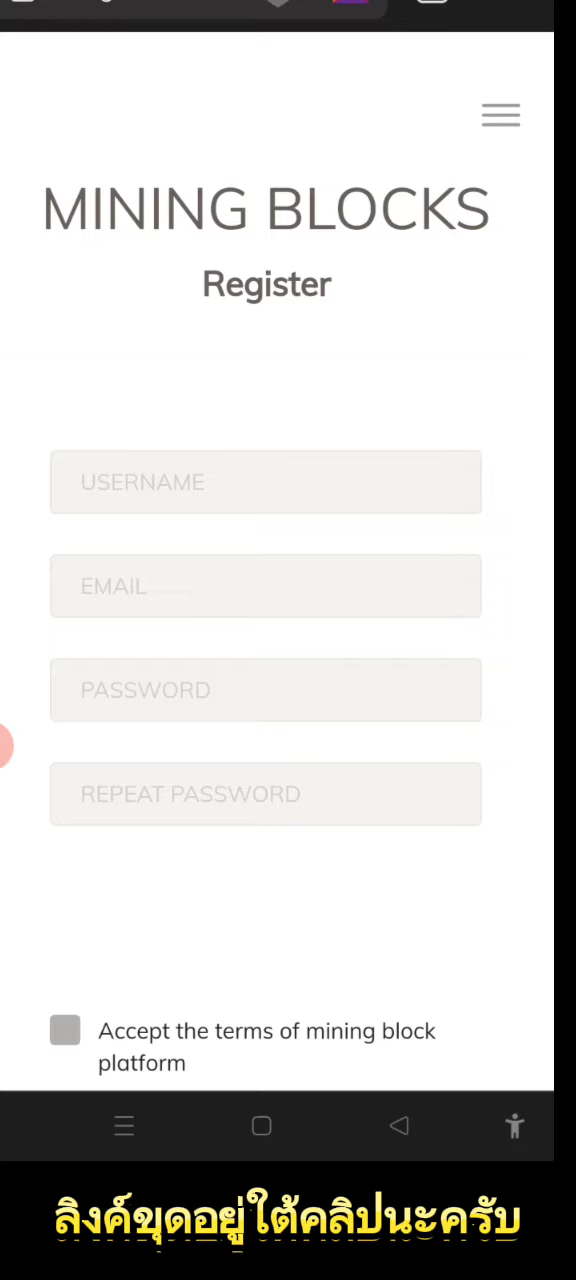 MINING BLOCKS
Register
USERNAME
EMAIL
PASSWORD
REPEAT PASSWORD
Accept the terms of mining block
platform
ลิงค์ขุดอยู่ใต้คลิปนะครับ